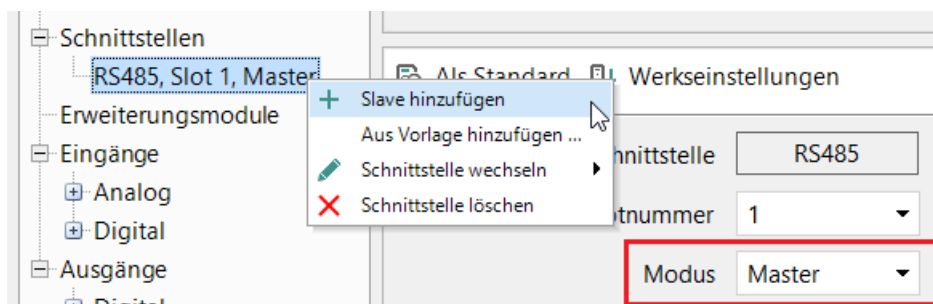 Schnittstellen
RS485, Slot 1, Master
Als Standard Werkseinstellungen
Slave hinzufügen
Erweiterungsmodule
Aus Vorlage hinzufügen ...
Eingänge
Schnittstelle wechseln
RS485
Analog
Schnittstelle löschen
1
Digital
Ausgänge
Modus Master
Digital